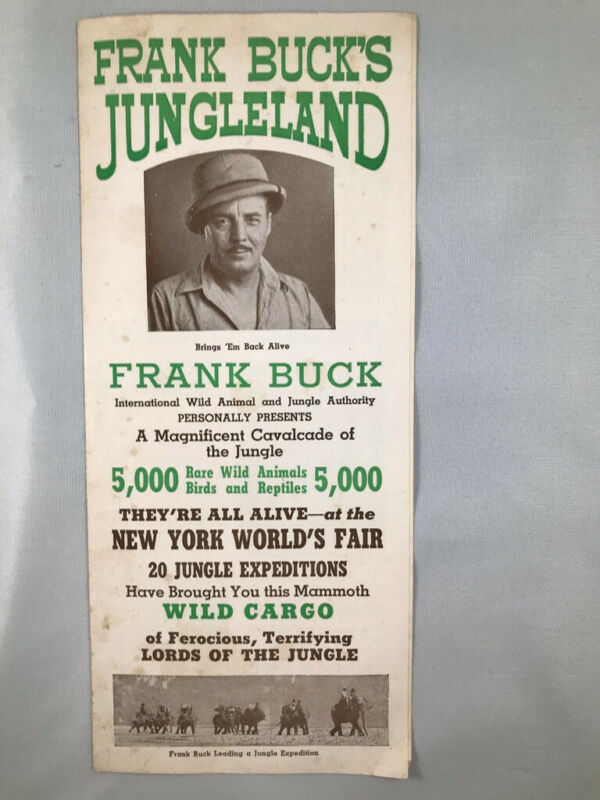 FRANK BUCK'S
JUNGLELAND
Brings 'Em Back Alive
FRANK BUCK
International Wild Animal and Jungle Authority
PERSONALLY PRESENTS
A Magnificent Cavalcade of
the Jungle
5,000 Rare Wild Animals 5,000
Birds and Reptiles
THEY'RE ALL ALIVE—at the
NEW YORK WORLD'S FAIR
20 JUNGLE EXPEDITIONS
Have Brought You this Mammoth
WILD CARGO
of Ferocious, Terrifying
LORDS OF THE JUNGLE
Frank Buck Leading a Jungle Expedition